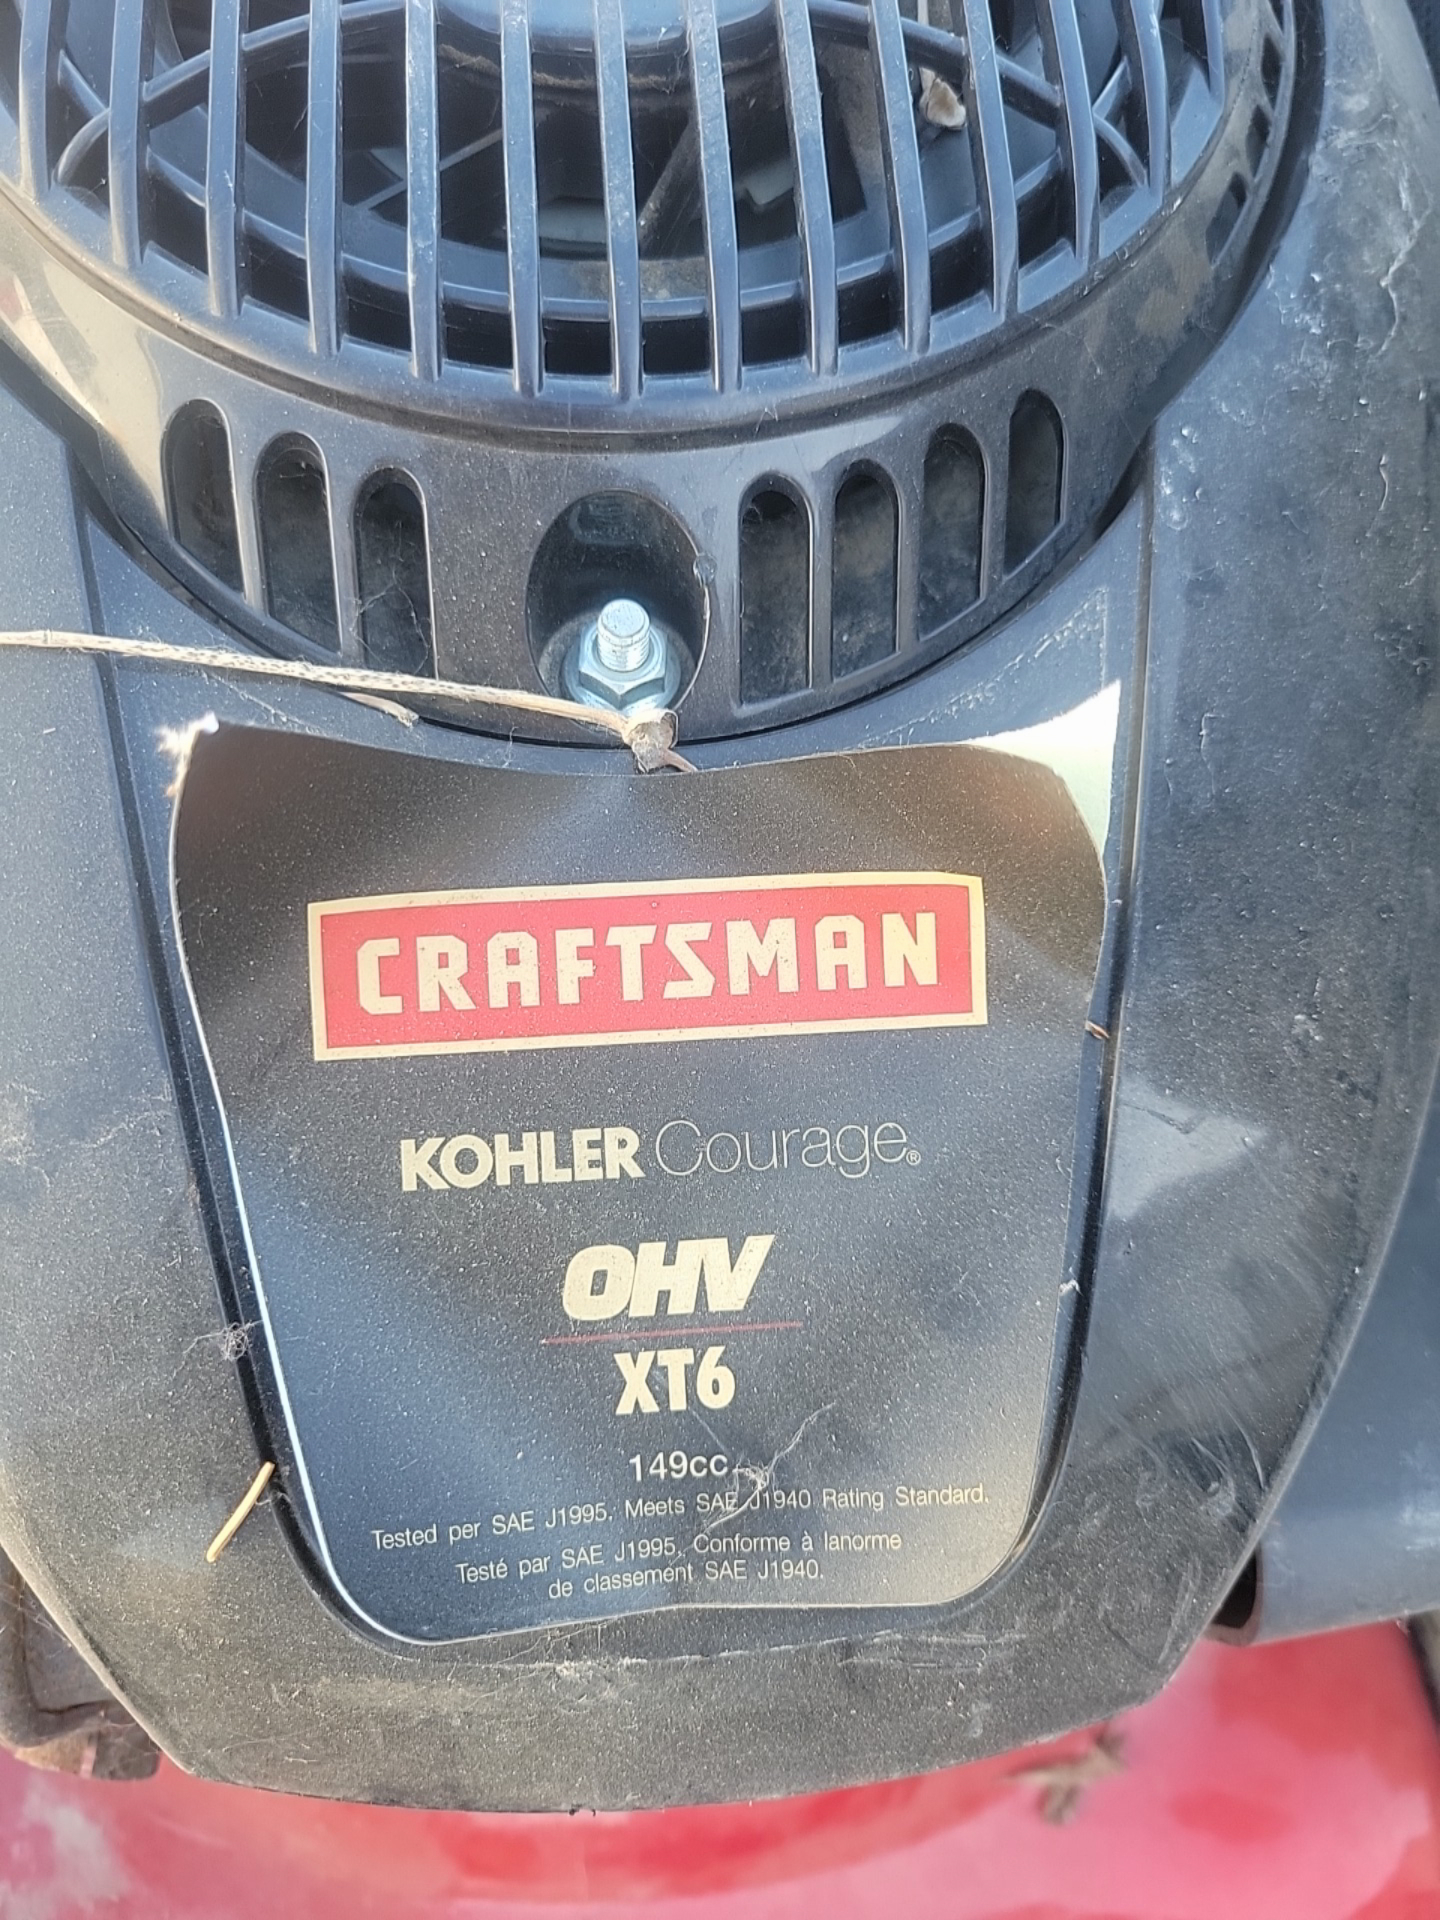 CRAFTSMAN
KOHLER Courage®
OHV
XT6
149cc
Tested per SAE J1995. Meets SAE J1940 Rating Standard.
Testé par SAE J1995. Conforme à lanorme
de classement SAE J1940.